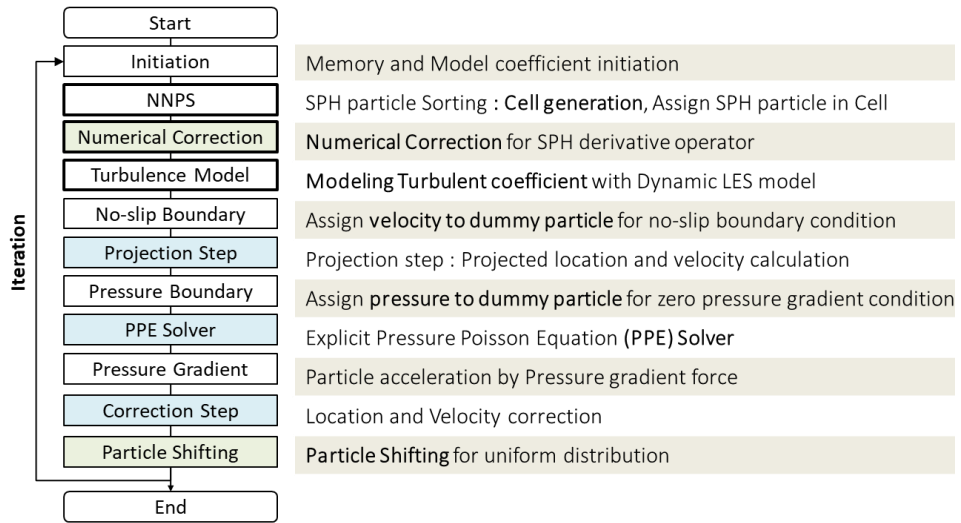 Start
Initiation
Memory and Model coefficient initiation
NNPS
SPH particle Sorting : Cell generation, Assign SPH particle in Cell
Numerical Correction
Numerical Correction for SPH derivative operator
Turbulence Model
Modeling Turbulent coefficient with Dynamic LES model
No-slip Boundary
Assign velocity to dummy particle for no-slip boundary condition
Projection Step
Projection step : Projected location and velocity calculation
Pressure Boundary
Assign pressure to dummy particle for zero pressure gradient condition
PPE Solver
Explicit Pressure Poisson Equation (PPE) Solver
Pressure Gradient
Particle acceleration by Pressure gradient force
Correction Step
Location and Velocity correction
Particle Shifting
Particle Shifting for uniform distribution
End
Iteration